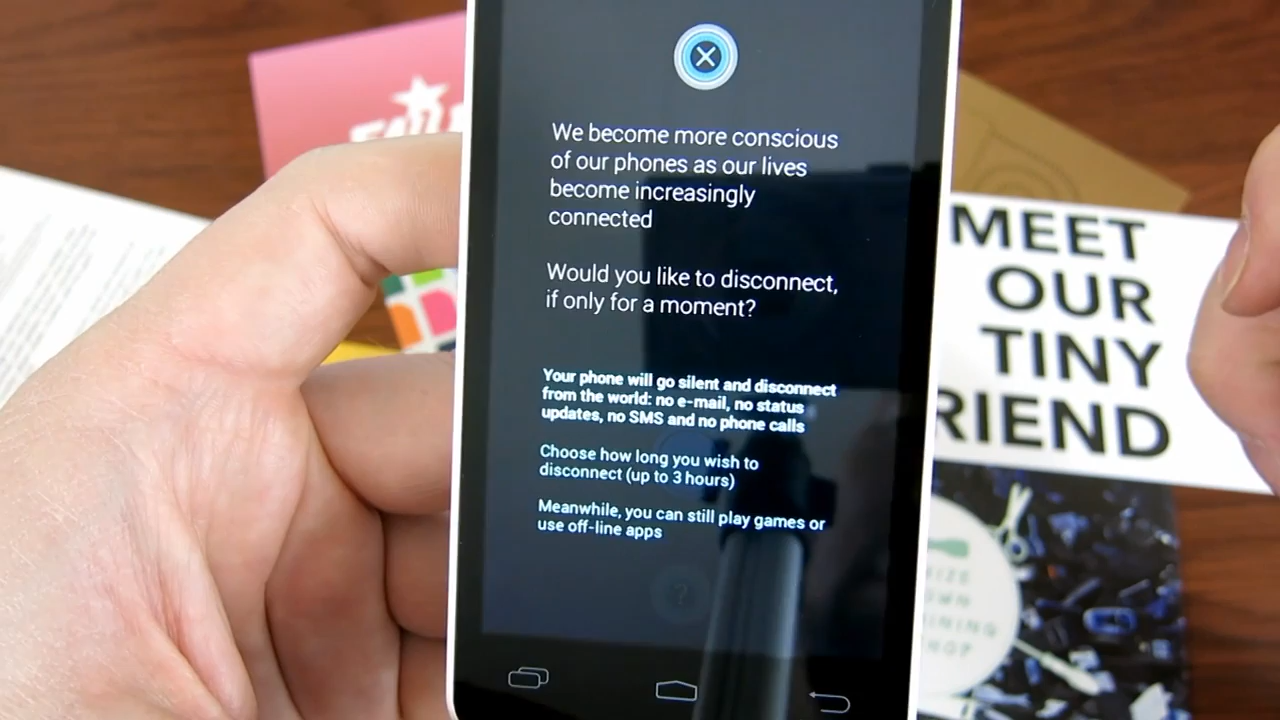 We become more conscious
of our phones as our lives
become increasingly
connected
Would you like to disconnect,
if only for a moment?
Your phone will go silent and disconnect
from the world: no e-mail, no status
updates, no SMS and no phone calls
Choose how long you wish to
disconnect (up to 3 hours)
Meanwhile, you can still play games or
use off-line apps
?
MEET
OUR
TINY
RIEND